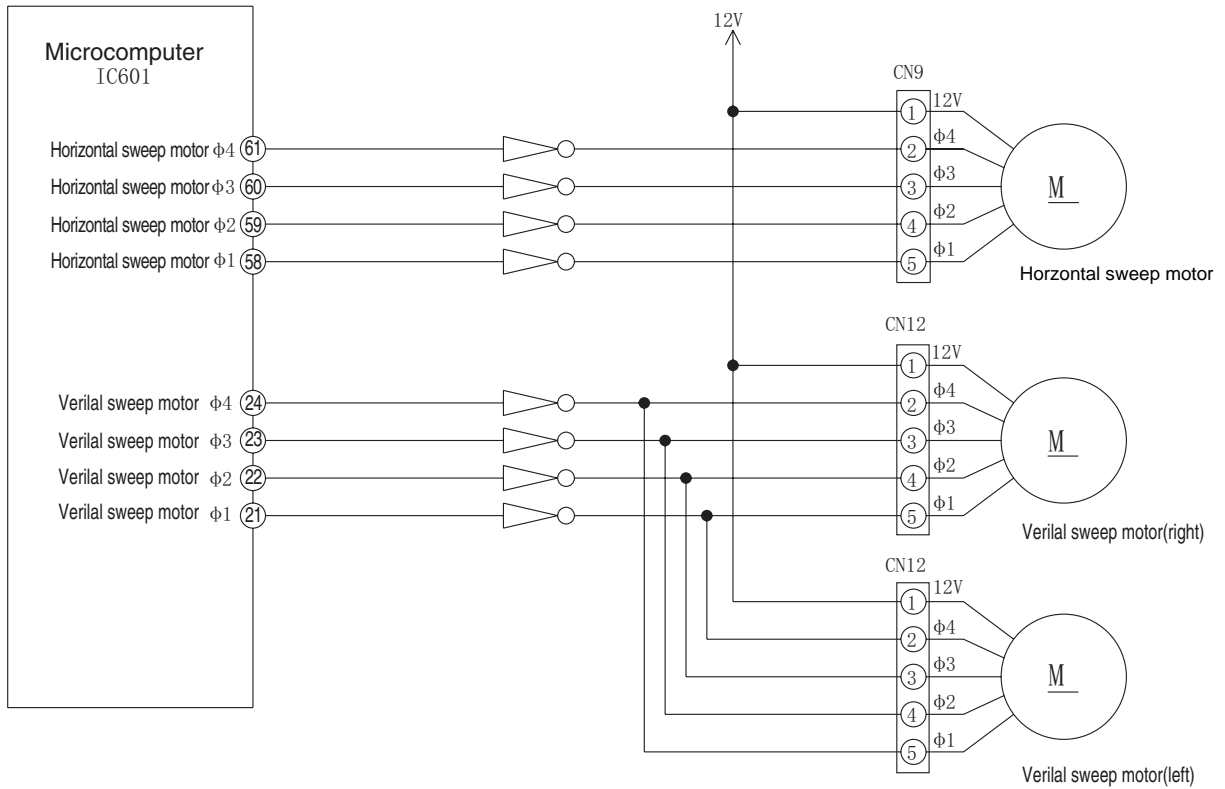 12V
Microcomputer
IC601
Horizontal sweep motor φ4 61
Horizontal sweep motor φ3 60
Horizontal sweep motor φ2 59
Horizontal sweep motor φ1 58
Verilal sweep motor φ4 24
Verilal sweep motor φ3 23
Verilal sweep motor φ2 22
Verilal sweep motor φ1 21
CN9
1 12V
2 φ4
3 φ3
4 φ2
5 φ1
M
Horzontal sweep motor
CN12
1 12V
2 φ4
3 φ3
4 φ2
5 φ1
M
Verilal sweep motor(right)
CN12
1 12V
2 φ4
3 φ3
4 φ2
5 φ1
M
Verilal sweep motor(left)